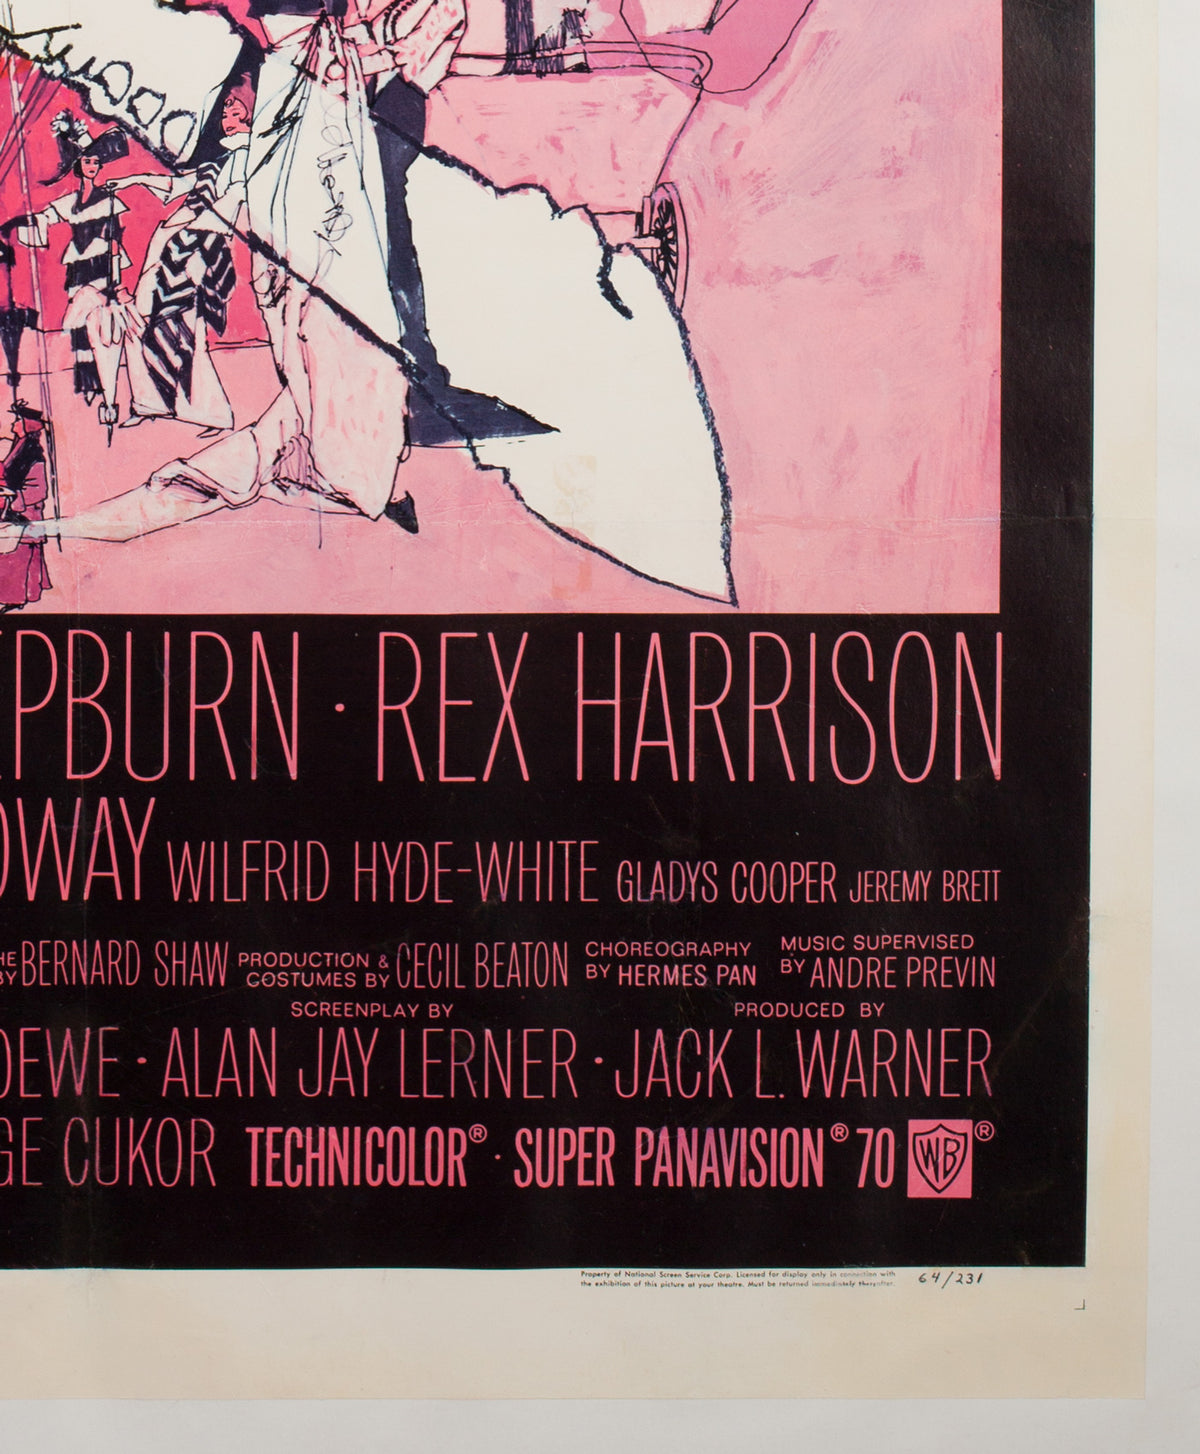 EPBURN · REX HARRISON
OWAY WILFRID HYDE-WHITE GLADYS COOPER JEREMY BRETT
HE BY BERNARD SHAW PRODUCTION & COSTUMES BY CECIL BEATON CHOREOGRAPHY BY HERMES PAN MUSIC SUPERVISED BY ANDRE PREVIN
SCREENPLAY BY PRODUCED BY
OEWE · ALAN JAY LERNER · JACK L. WARNER
GE CUKOR TECHNICOLOR® · SUPER PANAVISION® 70 WB ®
Property of National Screen Service Corp. Licensed for display only in connection with
the exhibition of this picture at your theatre. Must be returned immediately thereafter.
64/231